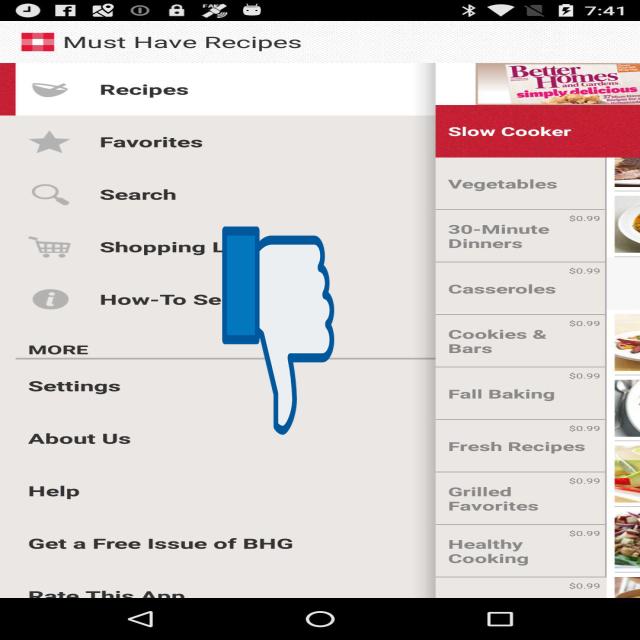 7:41
Must Have Recipes
Recipes
Favorites
Search
Shopping
How-To
MORE
Settings
About Us
Help
Get a Free Issue of BHG
Rate This App
Better
Homes
and Gardens
simply delicious
Slow Cooker
Vegetables
$0.99
30-Minute
Dinners
$0.99
Casseroles
$0.99
Cookies &
Bars
$0.99
Fall Baking
$0.99
Fresh Recipes
$0.99
Grilled
Favorites
$0.99
Healthy
Cooking
$0.99